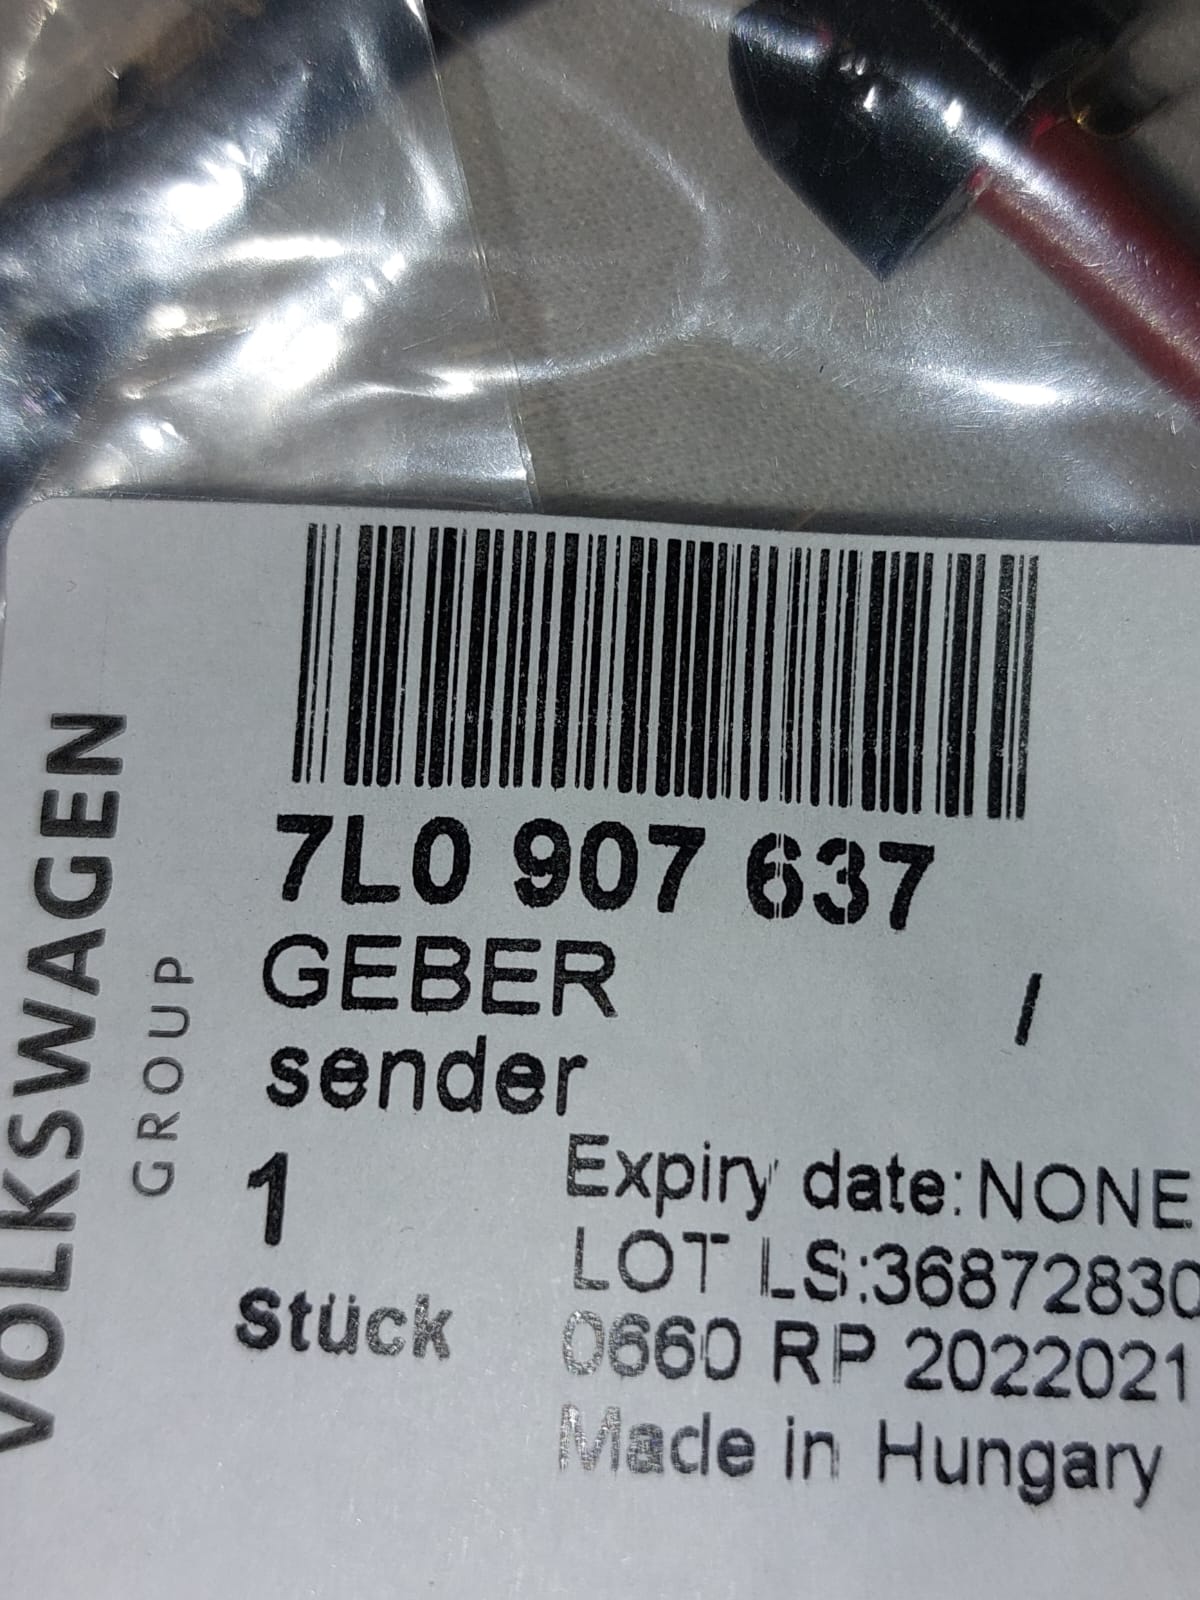 VOLKSWAGEN
GROUP
7L0 907 637
GEBER
sender
1
Stück
Expiry date:NONE
LOT LS:36872830
0660 RP 2022021
Made in Hungary